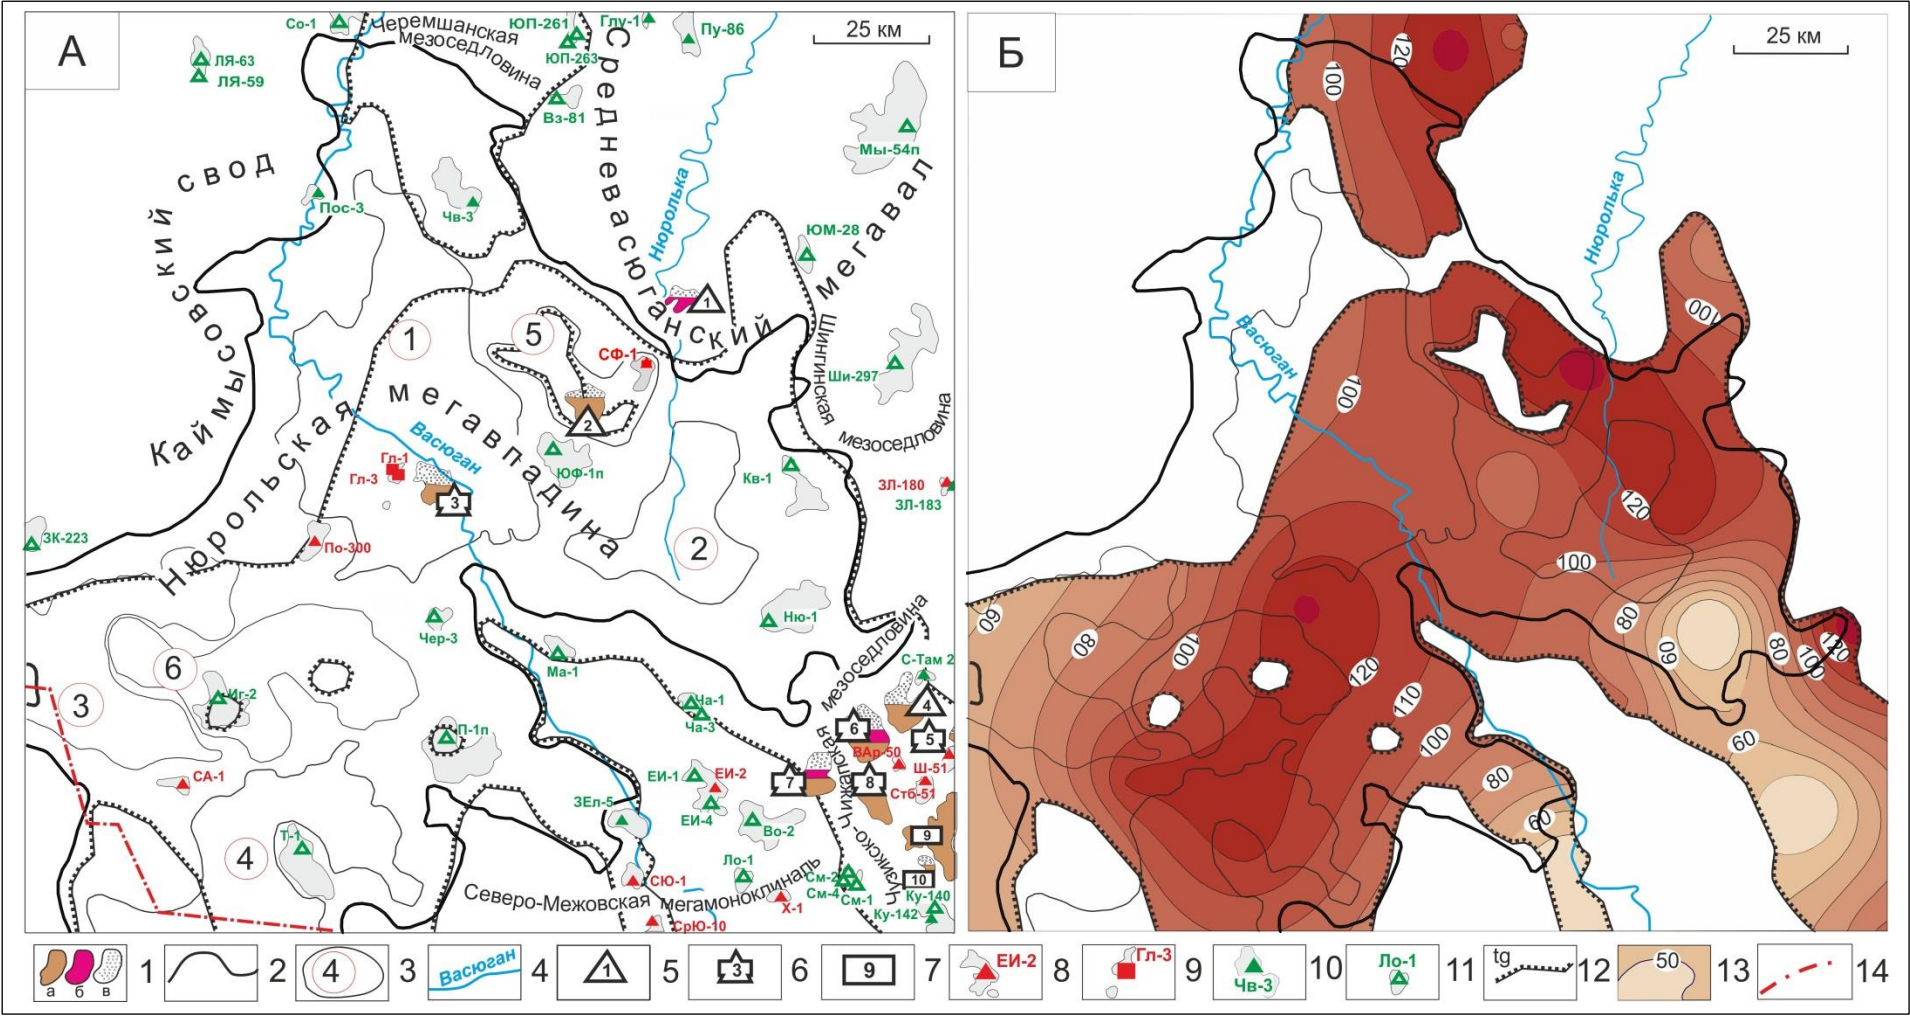 А
25 км
Со-1
Черемшанская
мезоседловина
ЮП-261
ЮП-263
Глу-1
Пу-86
ЛЯ-63
ЛЯ-59
Вз-81
Мы-54п
Средневасюганский мегавал
Каймысовский свод
Пос-3
Чв-3
Нюролька
ЮМ-28
1
1
5
СФ-1
Шингинская
мезоседловина
Ши-297
Нюрольская мегавпадина
Васюган
2
Гл-1
Гл-3
3
ЮФ-1п
Кв-1
ЗЛ-180
ЗЛ-183
ЗК-223
По-300
2
Чер-3
Ню-1
Ма-1
6
Иг-2
3
С-Там 2
Ча-1
Ча-3
4
6
5
П-1п
ВАр-50
Ш-51
СА-1
ЕИ-1
ЕИ-2
ЕИ-4
7
8
Стб-51
ЗЕл-5
Во-2
9
Т-1
4
Ло-1
См-2
См-4
См-1
10
Ку-140
Ку-142
СЮ-1
Х-1
СрЮ-10
Северо-Межовская мегамоноклиналь
мезоседловина
Б
25 км
120
100
Нюролька
100
Васюган
100
120
100
60
80
100
80
60
80
100
120
120
110
100
60
80
60
а
б
в
1
2
4
3
Васюган
4
1
5
3
6
9
7
ЕИ-2
8
Гл-3
9
Чв-3
10
Ло-1
11
tg
12
50
13
14